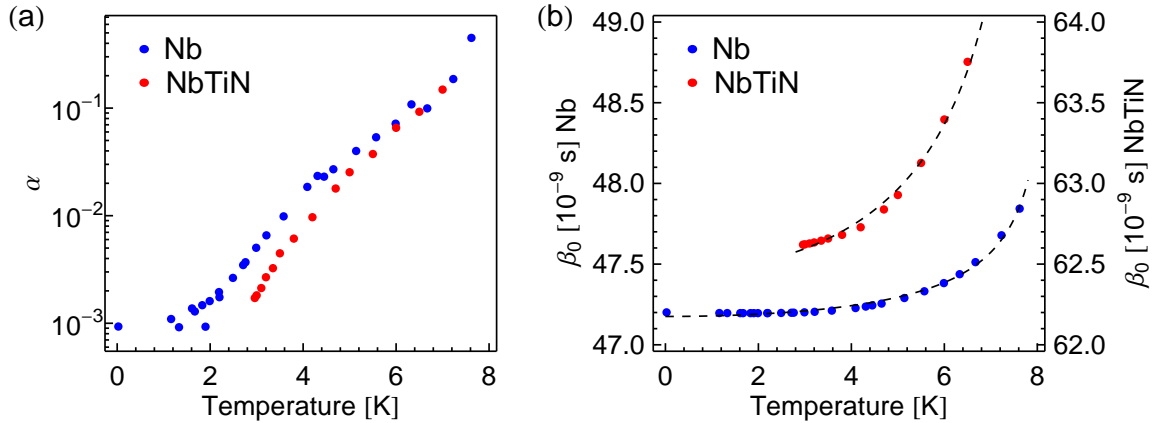 (a)
Nb
NbTiN
10⁻¹
10⁻²
10⁻³
α
0 2 4 6 8
Temperature [K]
(b)
Nb
NbTiN
49.0
48.5
48.0
47.5
47.0
β₀ [10⁻⁹ s] Nb
64.0
63.5
63.0
62.5
62.0
β₀ [10⁻⁹ s] NbTiN
0 2 4 6 8
Temperature [K]